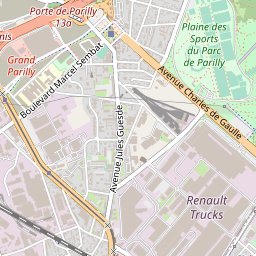 Porte de Parilly
13a
nis
Plaine des
Sports du
Parc
de Parilly
Grand
Parilly
Boulevard Marcel Sembat
Avenue Charles de Gaulle
Avenue Jules Guesde
Renault
Trucks